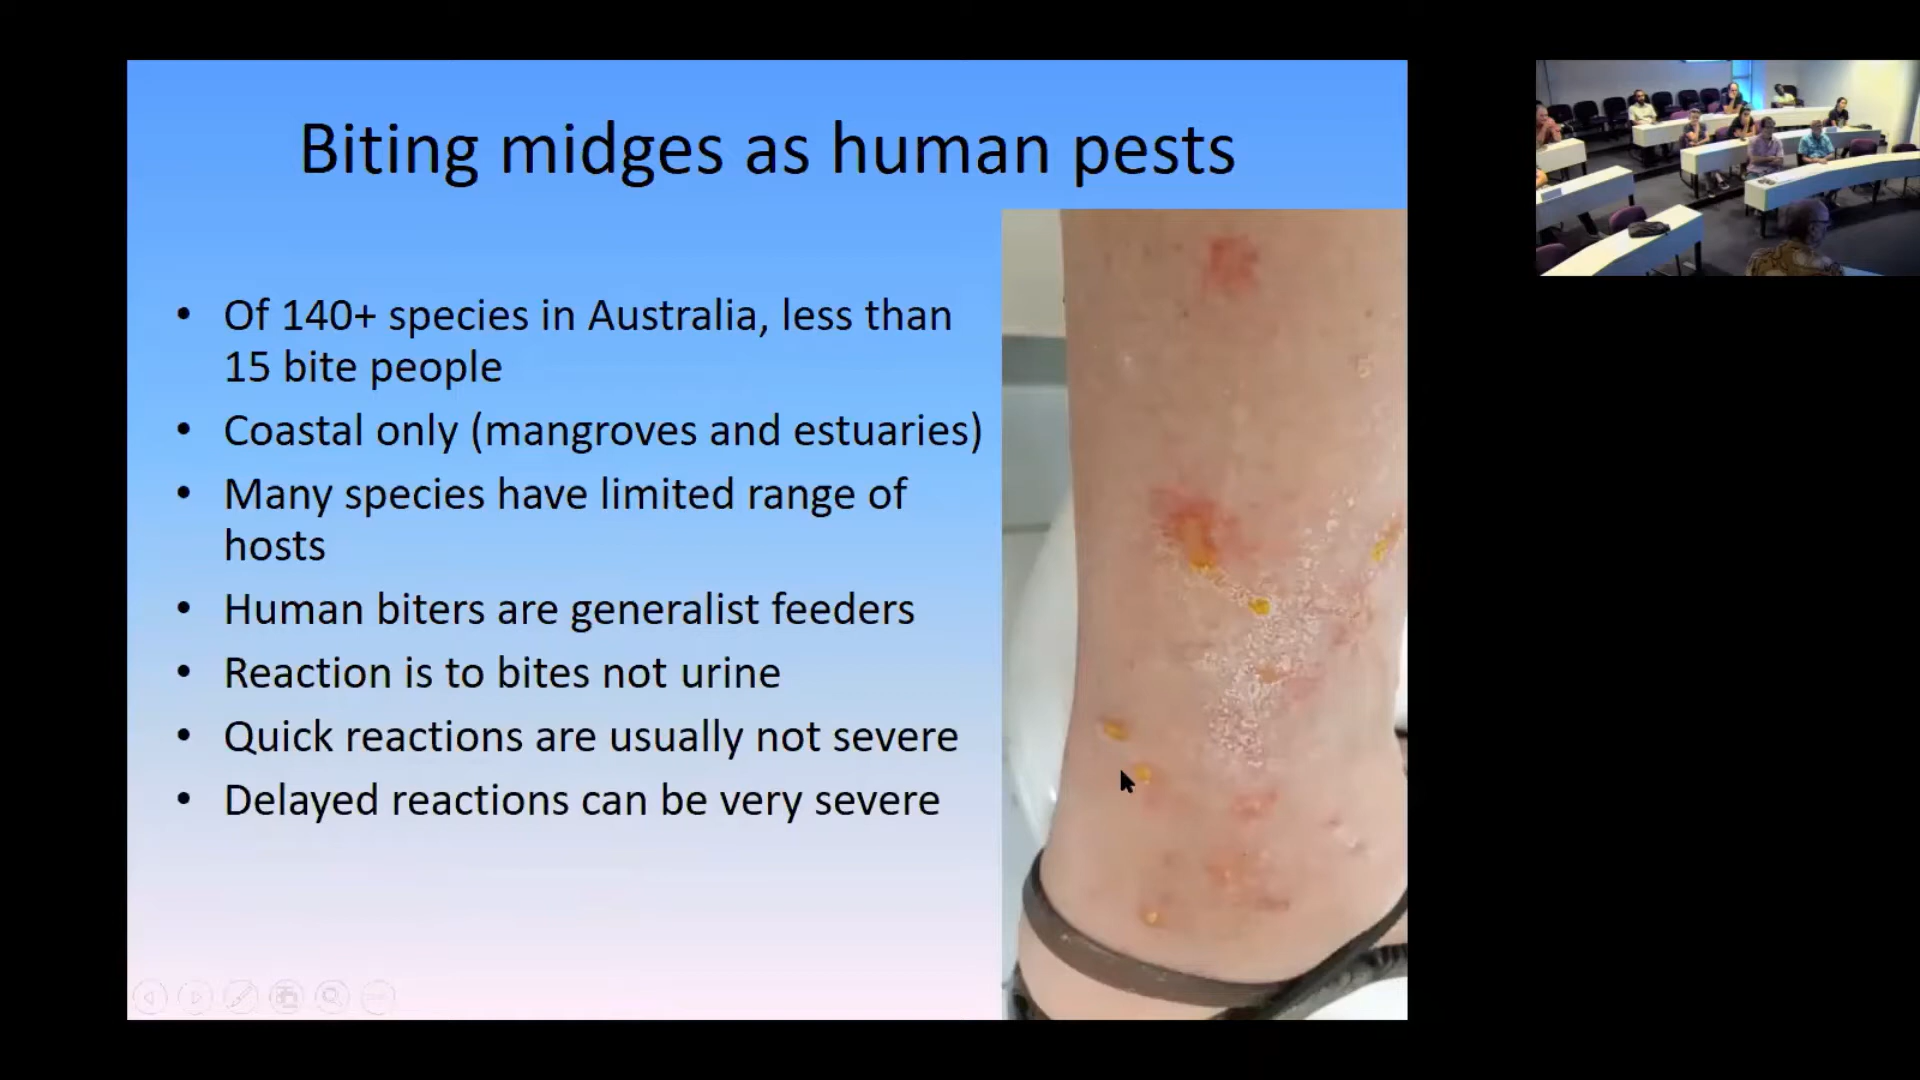 Biting midges as human pests
• Of 140+ species in Australia, less than
15 bite people
• Coastal only (mangroves and estuaries)
• Many species have limited range of
hosts
• Human biters are generalist feeders
• Reaction is to bites not urine
• Quick reactions are usually not severe
• Delayed reactions can be very severe